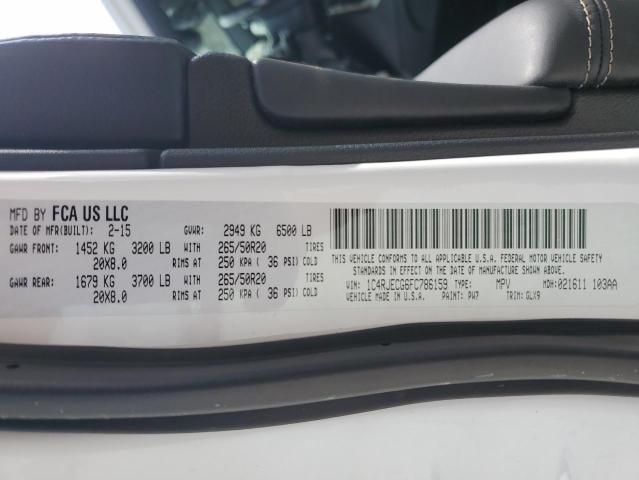 MFD BY FCA US LLC
DATE OF MFR(BUILT): 2-15 GVWR: 2949 KG 6500 LB
GAWR FRONT: 1452 KG 3200 LB WITH 265/50R20 TIRES
20X8.0 RIMS AT 250 KPA ( 36 PSI) COLD
GAWR REAR: 1679 KG 3700 LB WITH 265/50R20 TIRES
20X8.0 RIMS AT 250 KPA ( 36 PSI) COLD
THIS VEHICLE CONFORMS TO ALL APPLICABLE U.S.A. FEDERAL MOTOR VEHICLE SAFETY
STANDARDS IN EFFECT ON THE DATE OF MANUFACTURE SHOWN ABOVE.
VIN: 1C4RJECG6FC786159 TYPE: MPV MDH:021611 103AA
VEHICLE MADE IN U.S.A. PAINT: PW7 TRIM: GLX9